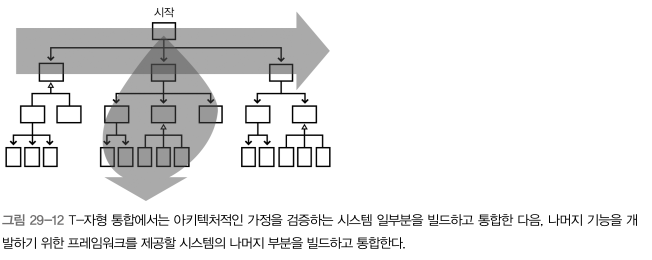 시작
그림 29-12 T-자형 통합에서는 아키텍처적인 가정을 검증하는 시스템 일부분을 빌드하고 통합한 다음, 나머지 기능을 개
발하기 위한 프레임워크를 제공할 시스템의 나머지 부분을 빌드하고 통합한다.